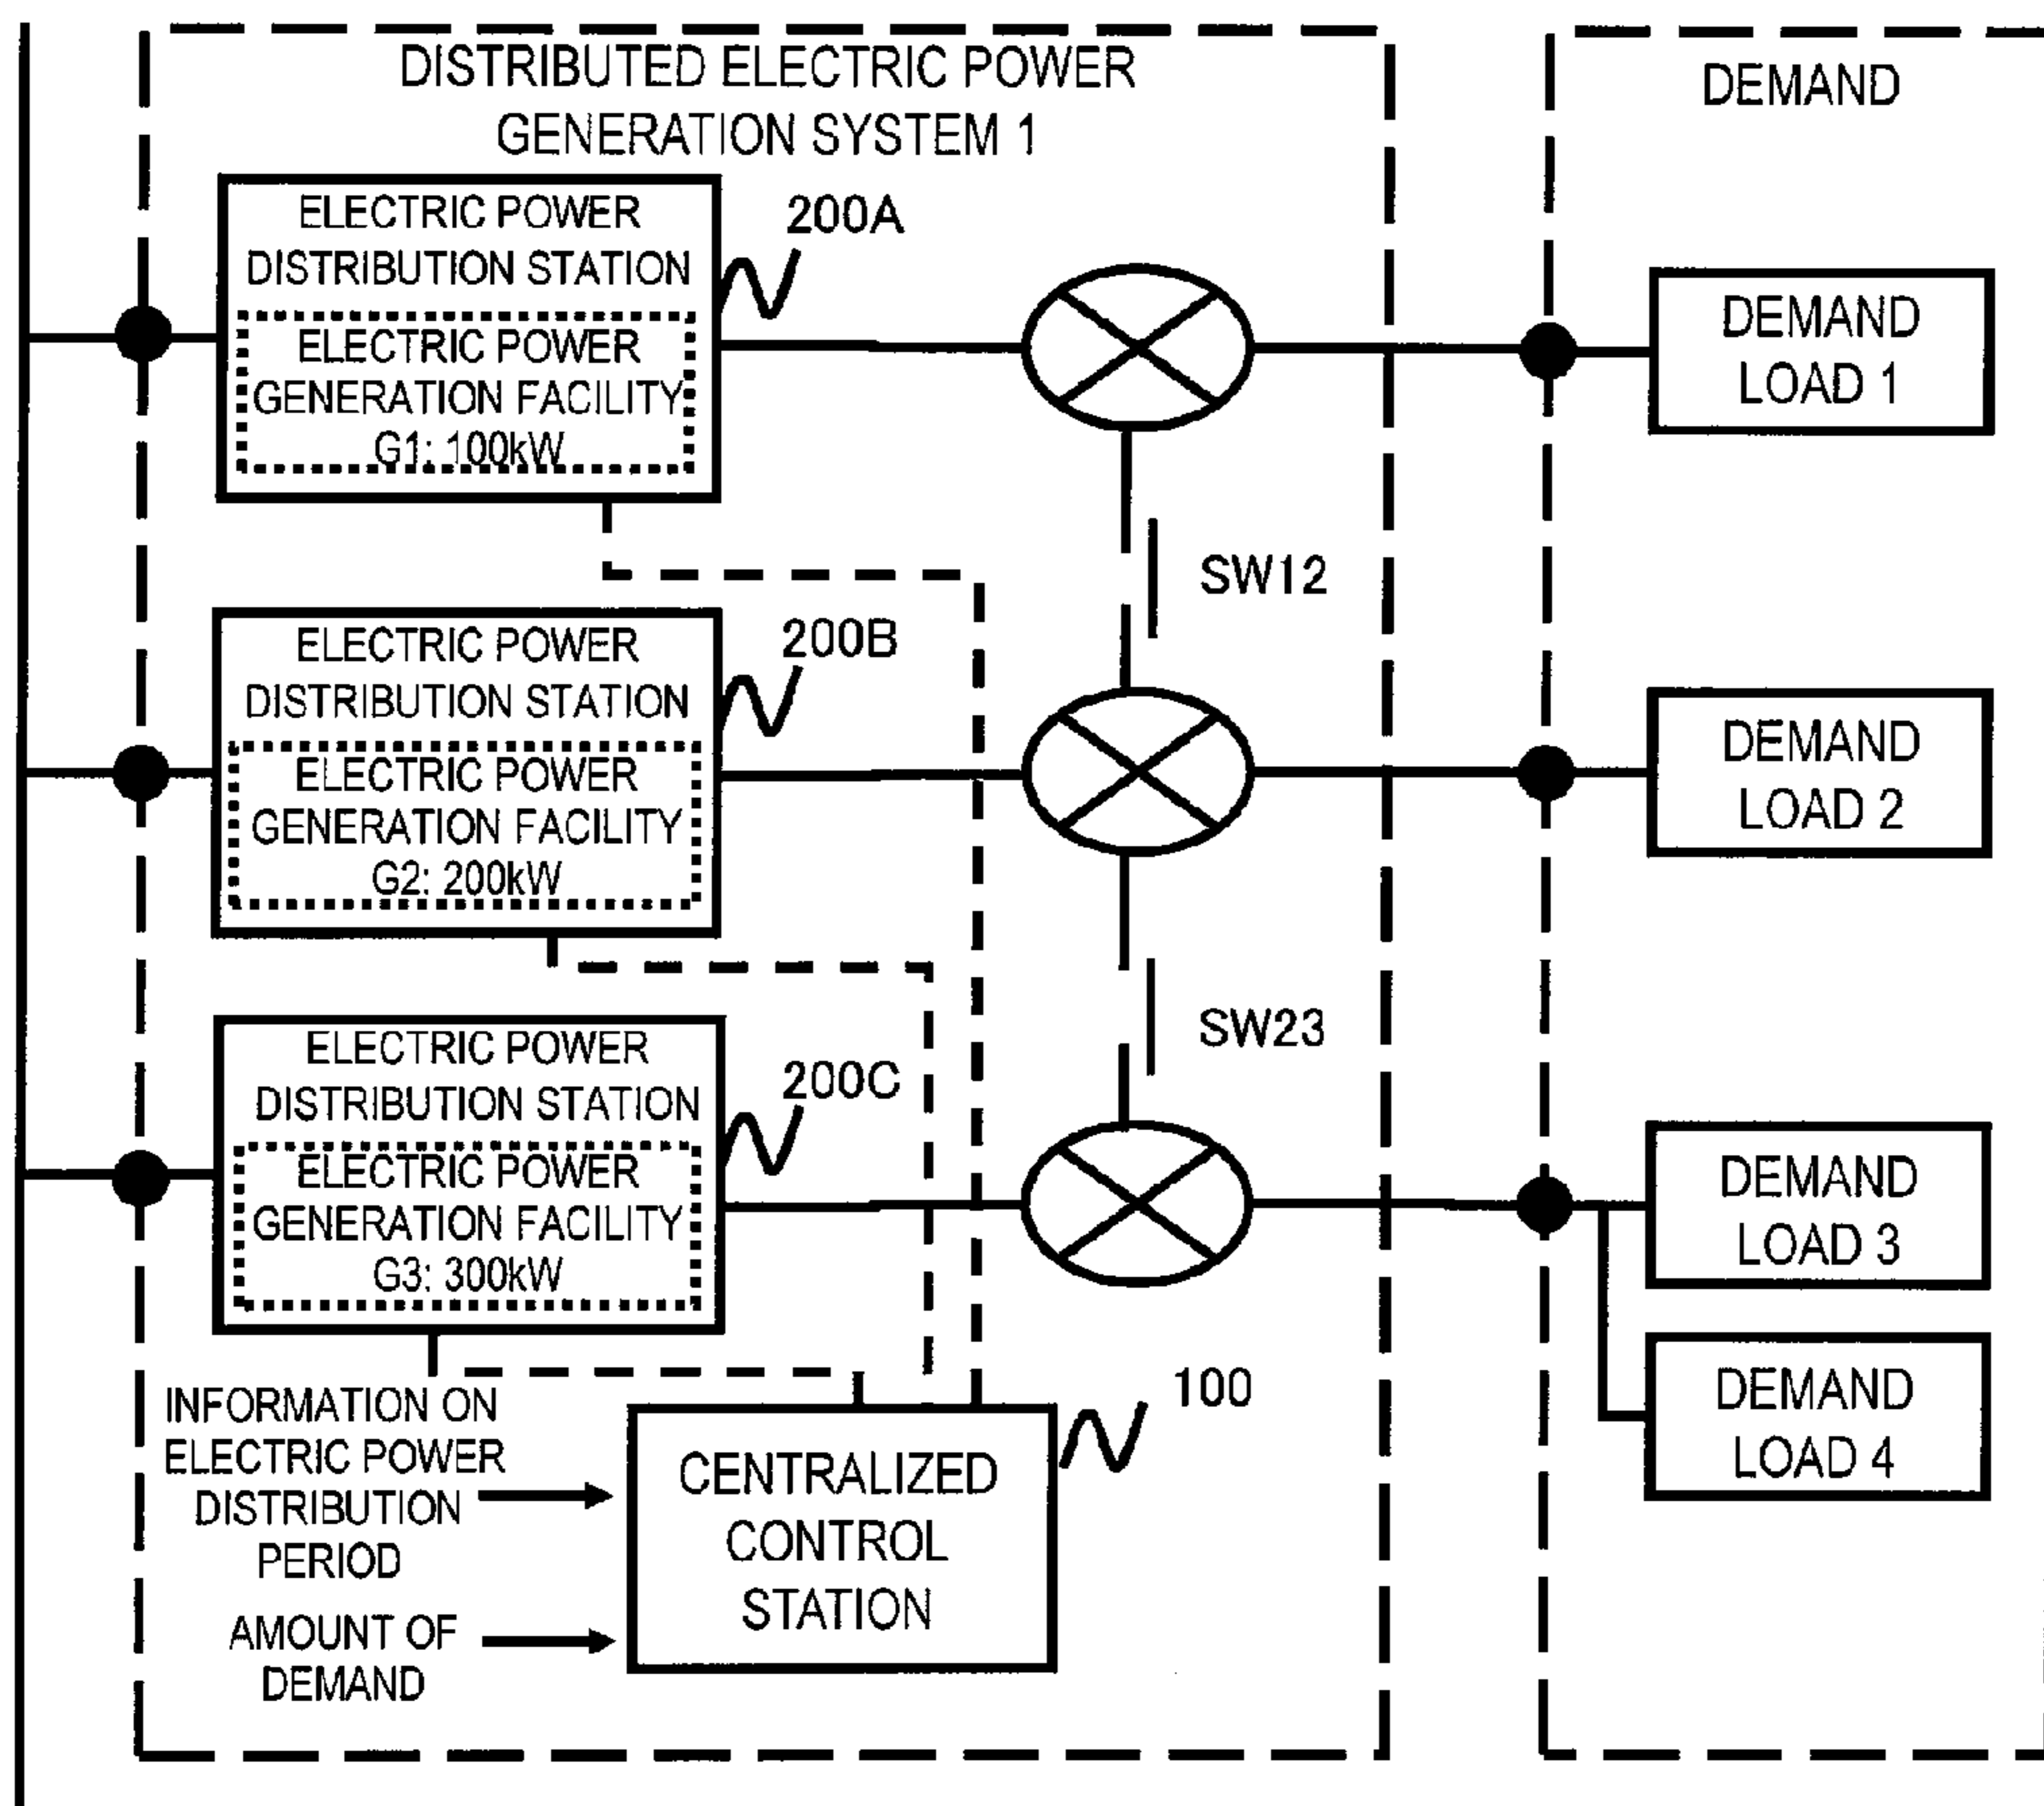 DISTRIBUTED ELECTRIC POWER
GENERATION SYSTEM 1
DEMAND
ELECTRIC POWER
DISTRIBUTION STATION
ELECTRIC POWER
GENERATION FACILITY
G1: 100kW
200A
DEMAND
LOAD 1
SW12
ELECTRIC POWER
DISTRIBUTION STATION
ELECTRIC POWER
GENERATION FACILITY
G2: 200kW
200B
DEMAND
LOAD 2
SW23
ELECTRIC POWER
DISTRIBUTION STATION
ELECTRIC POWER
GENERATION FACILITY
G3: 300kW
200C
DEMAND
LOAD 3
DEMAND
LOAD 4
INFORMATION ON
ELECTRIC POWER
DISTRIBUTION
PERIOD
AMOUNT OF
DEMAND
100
CENTRALIZED
CONTROL
STATION